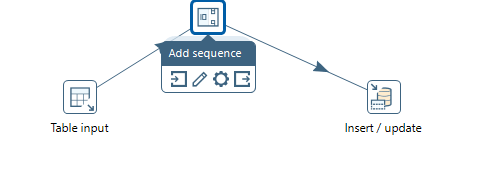 Add sequence
Table input
Insert / update